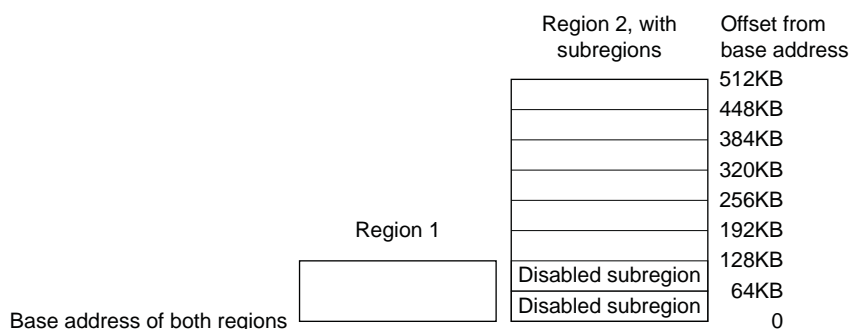 Region 2, with
subregions
Offset from
base address
512KB
448KB
384KB
320KB
256KB
192KB
Region 1
128KB
Disabled subregion
64KB
Disabled subregion
Base address of both regions
0